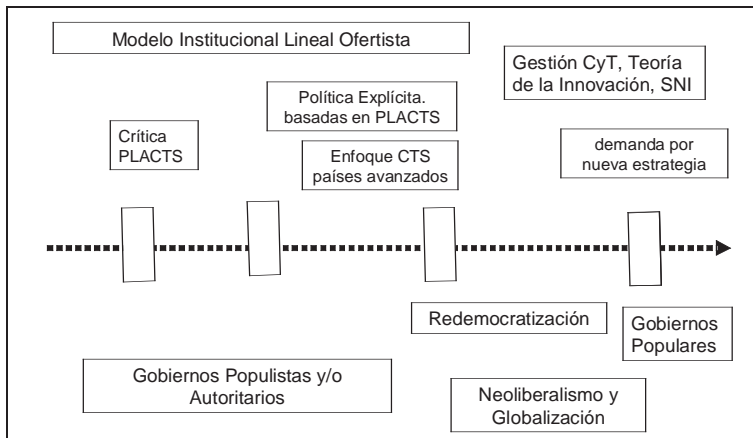 Modelo Institucional Lineal Ofertista
Gestión CyT, Teoría
de la Innovación, SNI
Política Explícita.
basadas en PLACTS
Crítica
PLACTS
Enfoque CTS
países avanzados
demanda por
nueva estrategia
Redemocratización
Gobiernos
Populares
Gobiernos Populistas y/o
Autoritarios
Neoliberalismo y
Globalización